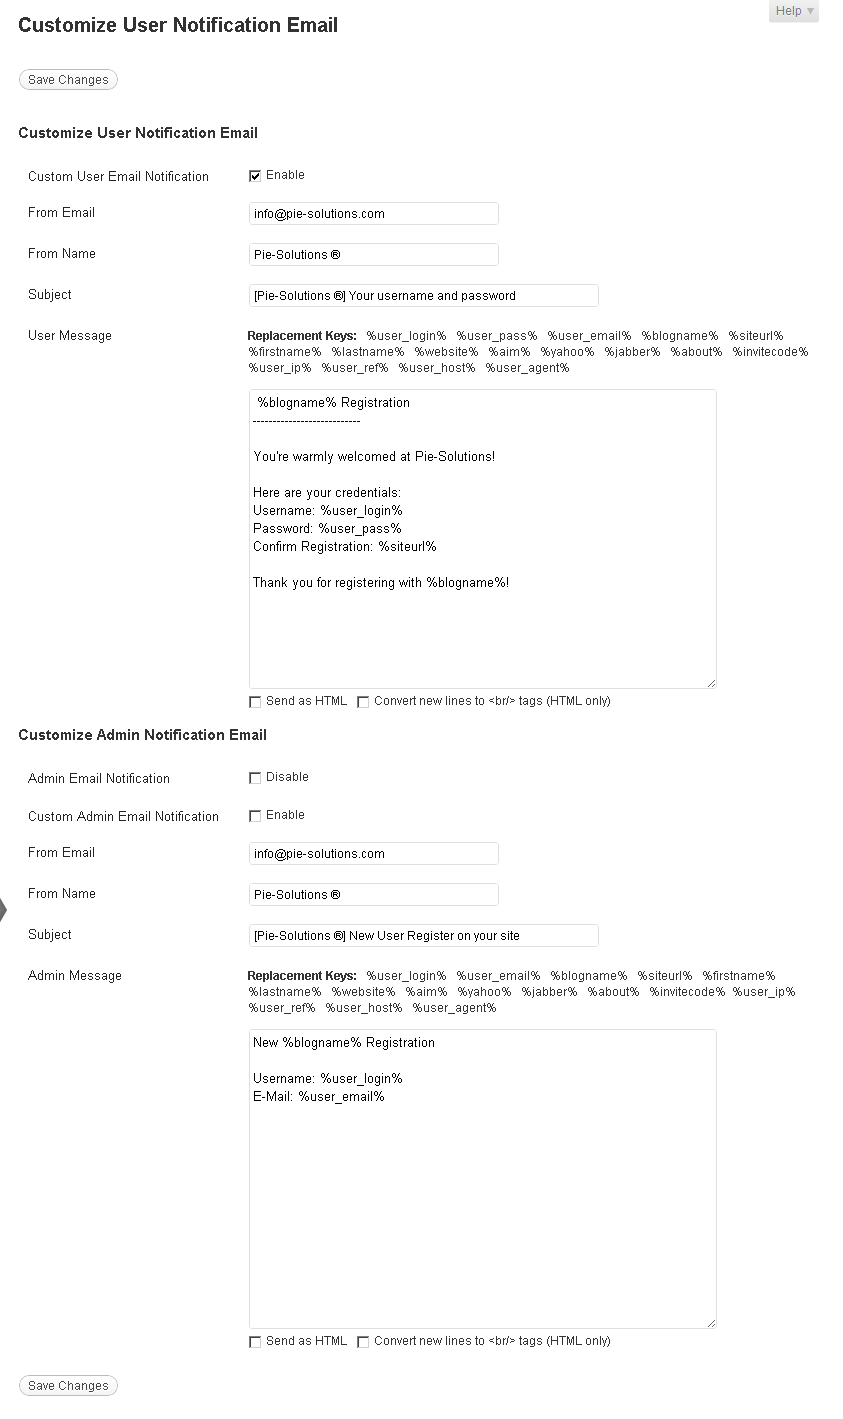 Help ▼
Customize User Notification Email
Save Changes
Customize User Notification Email
Custom User Email Notification Enable
From Email info@pie-solutions.com
From Name Pie-Solutions ®
Subject [Pie-Solutions ®] Your username and password
User Message Replacement Keys: %user_login% %user_pass% %user_email% %blogname% %siteurl%
%firstname% %lastname% %website% %aim% %yahoo% %jabber% %about% %invitecode%
%user_ip% %user_ref% %user_host% %user_agent%
%blogname% Registration
---------------------------
You're warmly welcomed at Pie-Solutions!
Here are your credentials:
Username: %user_login%
Password: %user_pass%
Confirm Registration: %siteurl%
Thank you for registering with %blogname%!
Send as HTML Convert new lines to <br/> tags (HTML only)
Customize Admin Notification Email
Admin Email Notification Disable
Custom Admin Email Notification Enable
From Email info@pie-solutions.com
From Name Pie-Solutions ®
Subject [Pie-Solutions ®] New User Register on your site
Admin Message Replacement Keys: %user_login% %user_email% %blogname% %siteurl% %firstname%
%lastname% %website% %aim% %yahoo% %jabber% %about% %invitecode% %user_ip%
%user_ref% %user_host% %user_agent%
New %blogname% Registration
Username: %user_login%
E-Mail: %user_email%
Send as HTML Convert new lines to <br/> tags (HTML only)
Save Changes